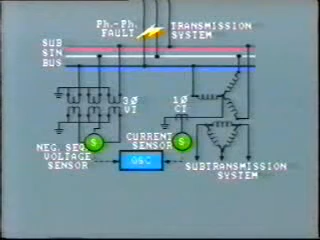 Ph.-Ph.
FAULT
TRANSMISSION
SYSTEM
SUB
STN
BUS
3Ø
VT
1Ø
CT
S
S
NEG. SEQ.
VOLTAGE
SENSOR
CURRENT
SENSOR
OSC
SUBTRANSMISSION
SYSTEM